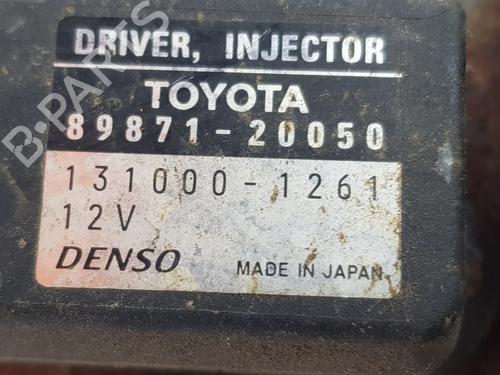 DRIVER, INJECTOR
TOYOTA
89871-20050
131000-1261
12V
DENSO MADE IN JAPAN
B-PARTS